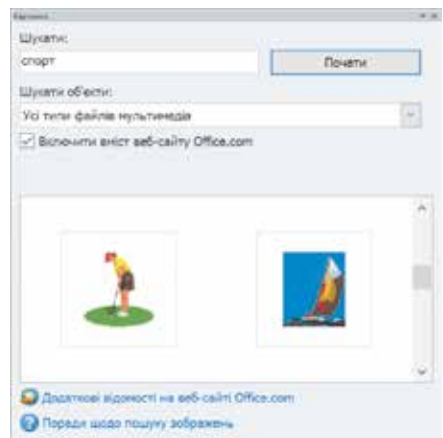 Картинки
Шукати:
спорт
Почати
Шукати об'єкти:
Усі типи файлів мультимедіа
Включити вміст веб-сайту Office.com
Додаткові відомості на веб-сайті Office.com
Поради щодо пошуку зображень